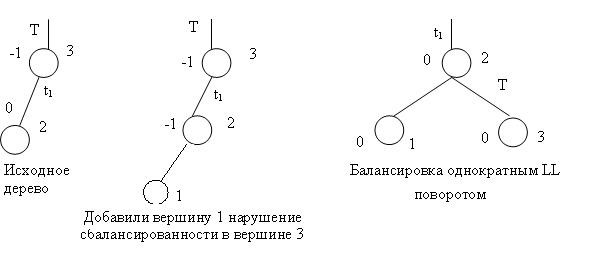 T
-1 3
t₁
0 2
Исходное
дерево
T
-1 3
t₁
-1 2
1
Добавили вершину 1 нарушение
сбалансированности в вершине 3
t₁
0 2
T
0 1 0 3
Балансировка однократным LL
поворотом